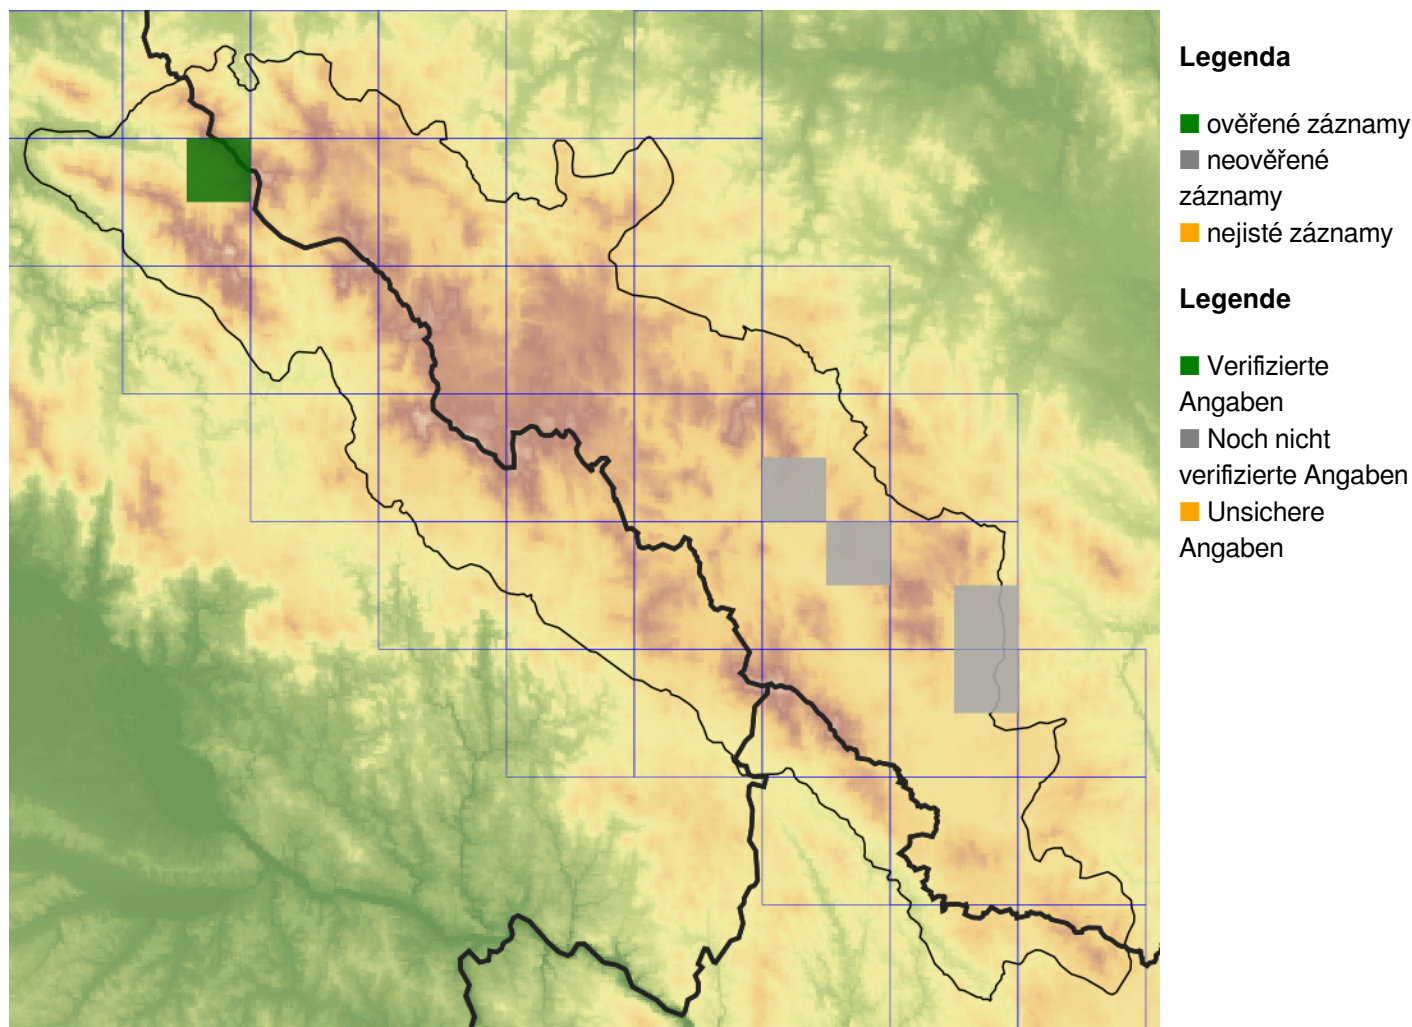 Legenda
ověřené záznamy
neověřené
záznamy
nejisté záznamy
Legende
Verifizierte
Angaben
Noch nicht
verifizierte Angaben
Unsichere
Angaben